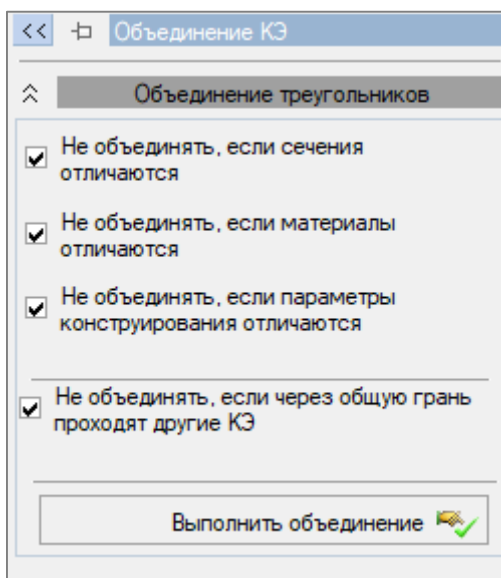 << Объединение КЭ
Объединение треугольников
Не объединять, если сечения
отличаются
Не объединять, если материалы
отличаются
Не объединять, если параметры
конструирования отличаются
Не объединять, если через общую грань
проходят другие КЭ
Выполнить объединение